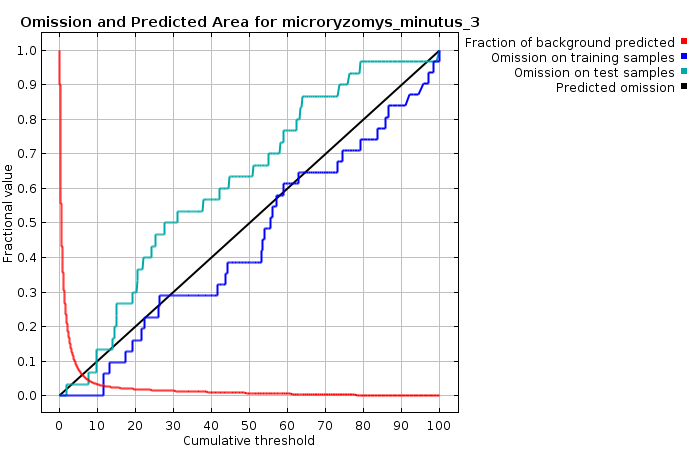 Omission and Predicted Area for microryzomys_minutus_3
Fraction of background predicted
Omission on training samples
Omission on test samples
Predicted omission
Fractional value
1.0
0.9
0.8
0.7
0.6
0.5
0.4
0.3
0.2
0.1
0.0
0 10 20 30 40 50 60 70 80 90 100
Cumulative threshold